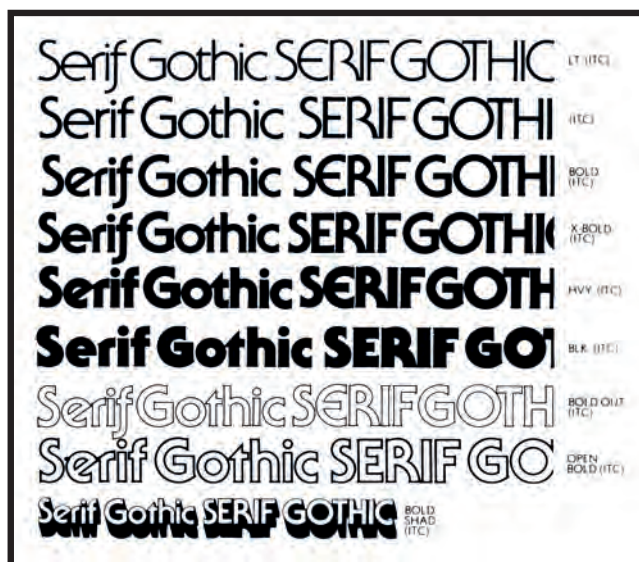 Serif Gothic SERIF GOTHIC LT. (ITC)
Serif Gothic SERIF GOTHI (ITC)
Serif Gothic SERIF GOTHI BOLD (ITC)
Serif Gothic SERIF GOTHIC X-BOLD (ITC)
Serif Gothic SERIF GOTH HVY. (ITC)
Serif Gothic SERIF GOT BLK. (ITC)
Serif Gothic SERIF GOTH BOLD OUT (ITC)
Serif Gothic SERIF GO OPEN BOLD (ITC)
Serif Gothic SERIF GOTHIC BOLD SHAD (ITC)